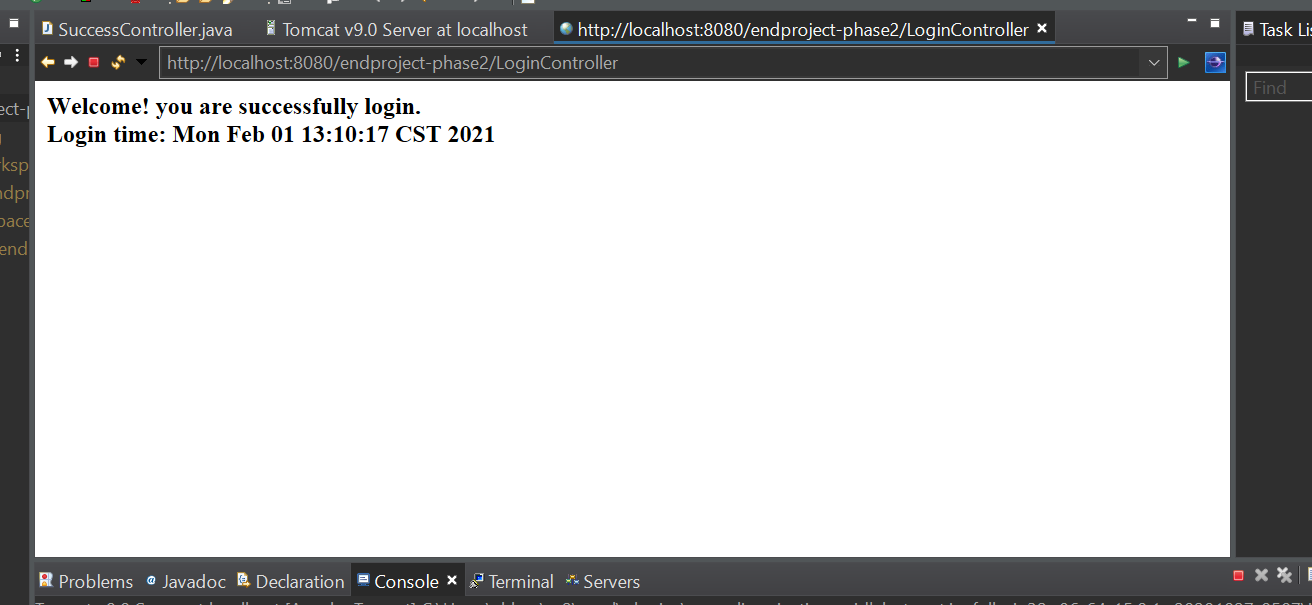 SuccessController.java
Tomcat v9.0 Server at localhost
http://localhost:8080/endproject-phase2/LoginController
Task Lis
http://localhost:8080/endproject-phase2/LoginController
Find
Welcome! you are successfully login.
Login time: Mon Feb 01 13:10:17 CST 2021
ect-p
rksp
ndpr
pace
end
Problems
Javadoc
Declaration
Console
Terminal
Servers